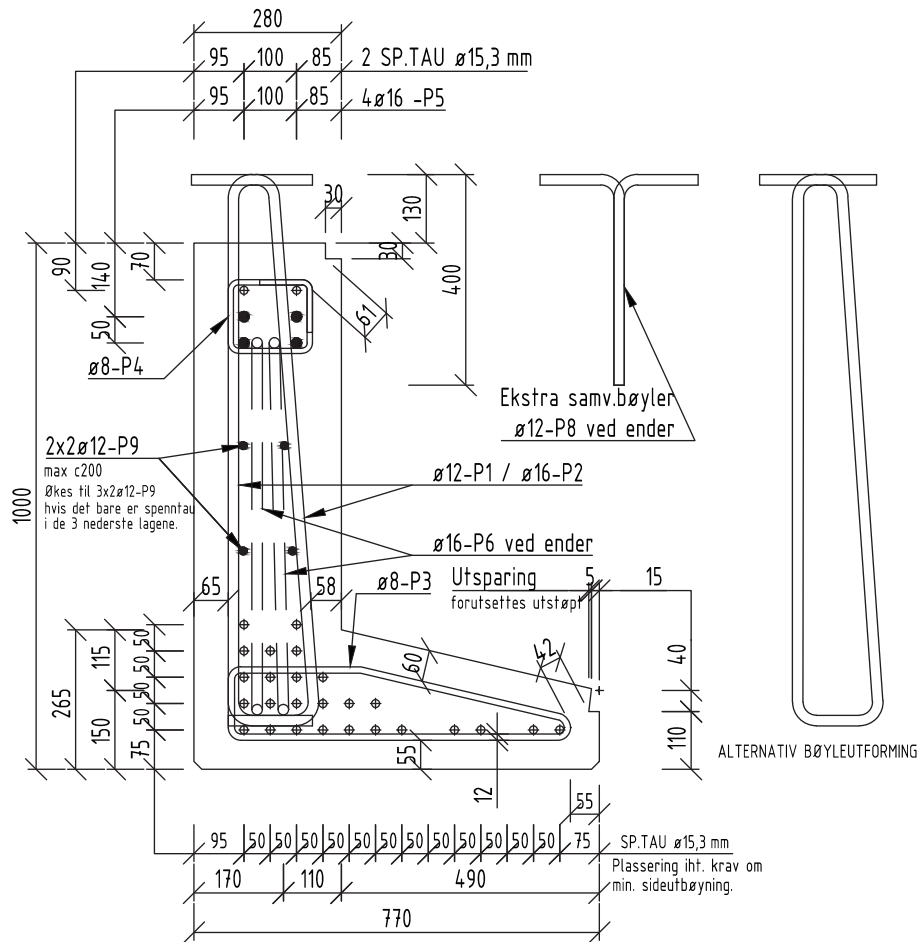 280
95 100 85 2 SP.TAU ø15,3 mm
95 100 85 4ø16 -P5
30
130
30
400
90
140
70
50
61
ø8-P4
Ekstra samv.bøyler
ø12-P8 ved ender
2x2ø12-P9
max c200
Økes til 3x2ø12-P9
hvis det bare er spenntau
i de 3 nederste lagene.
ø12-P1 / ø16-P2
1000
ø16-P6 ved ender
ø8-P3
Utsparing
forutsettes utstøpt
5 15
65 58
265
115
150
50
50
50
50
75
60
42
40
110
55
12
55
ALTERNATIV BØYLEUTFORMING
95 50 50 50 50 50 50 50 50 50 50 50 50 75 SP.TAU ø15,3 mm
Plassering iht. krav om
min. sideutbøyning.
170 110 490
770